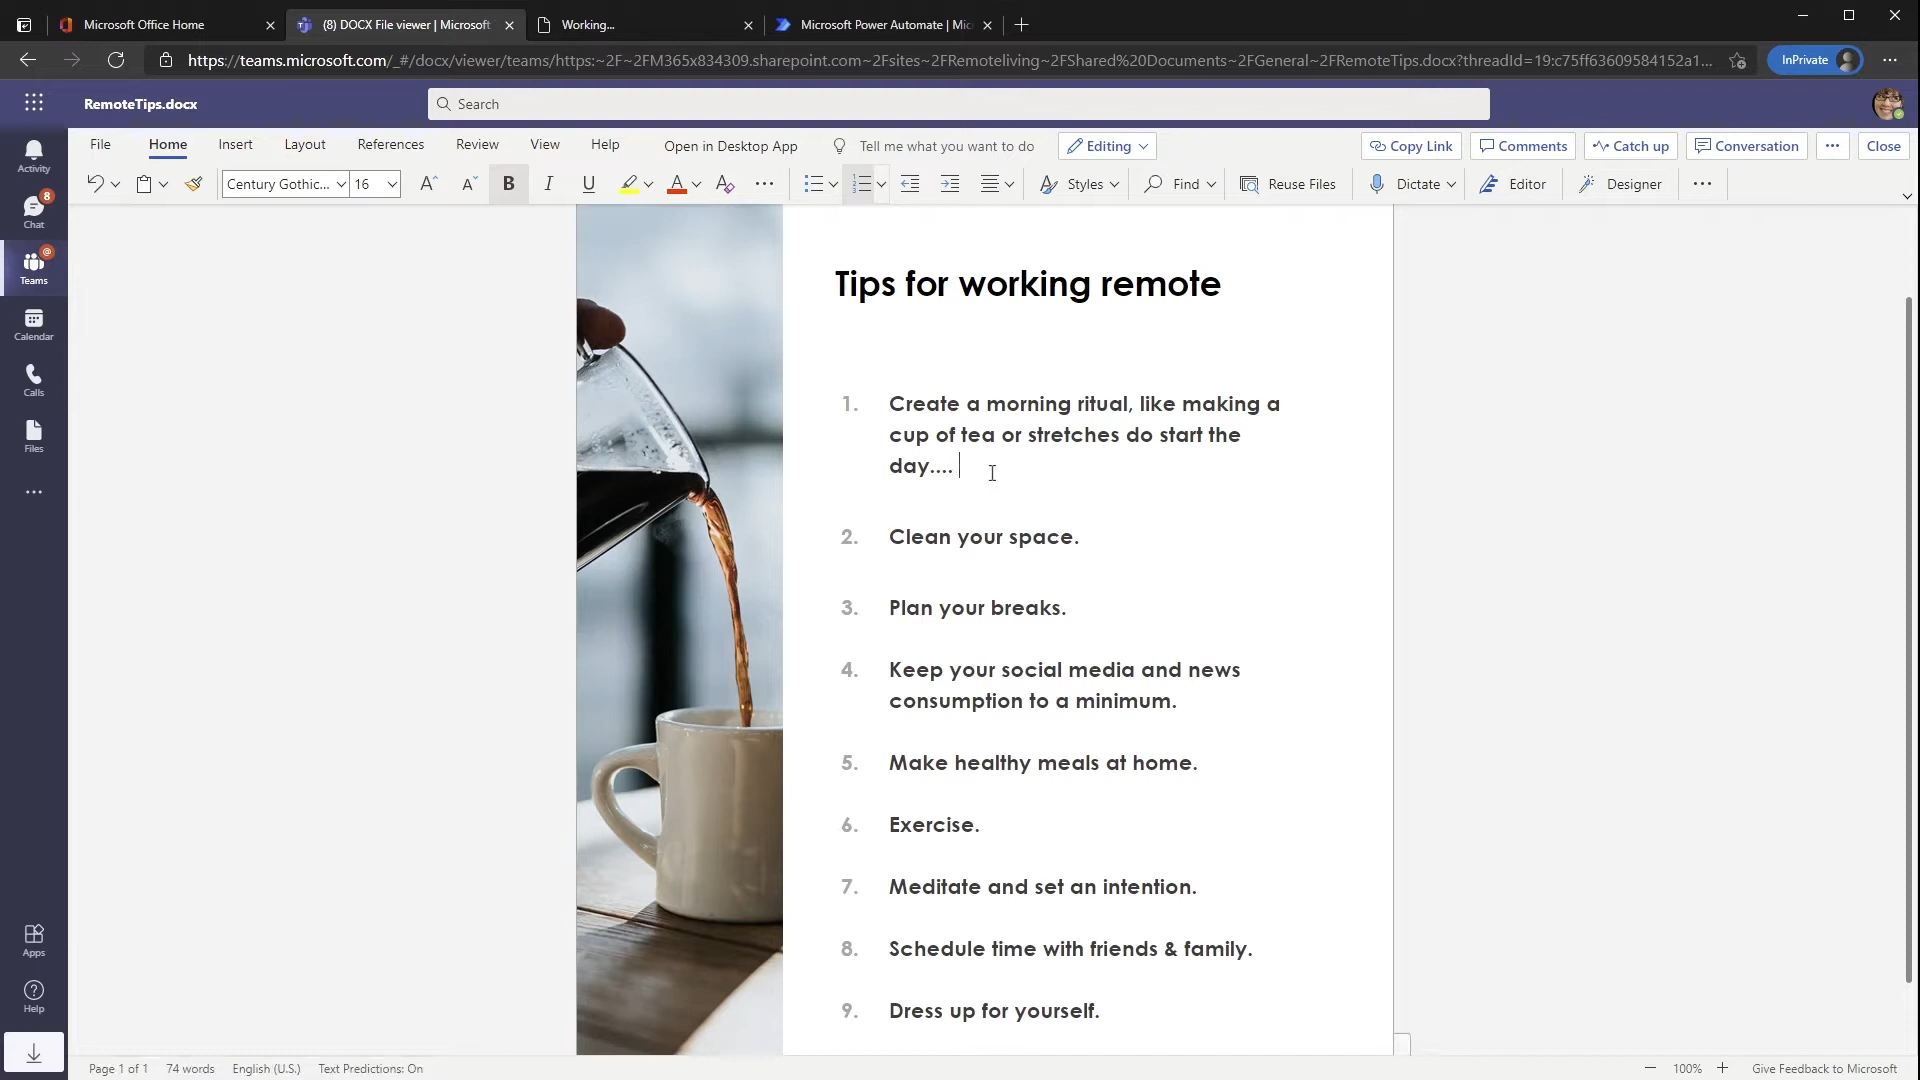 Microsoft Office Home
(8) DOCX File viewer | Microsoft
Working...
Microsoft Power Automate | Mic
https://teams.microsoft.com/_#/docx/viewer/teams/https:~2F~2FM365x834309.sharepoint.com~2Fsites~2FRemoteliving~2FShared%20Documents~2FGeneral~2FRemoteTips.docx?threadId=19:c75ff63609584152a1...
InPrivate
RemoteTips.docx
Search
File Home Insert Layout References Review View Help Open in Desktop App Tell me what you want to do Editing Copy Link Comments Catch up Conversation Close
Century Gothic... 16 A A B I U A A Styles Find Reuse Files Dictate Editor Designer
Activity
8
Chat
@
Teams
Calendar
Calls
Files
Apps
Help
Tips for working remote
1. Create a morning ritual, like making a
cup of tea or stretches do start the
day....
2. Clean your space.
3. Plan your breaks.
4. Keep your social media and news
consumption to a minimum.
5. Make healthy meals at home.
6. Exercise.
7. Meditate and set an intention.
8. Schedule time with friends & family.
9. Dress up for yourself.
Page 1 of 1 74 words English (U.S.) Text Predictions: On 100% Give Feedback to Microsoft